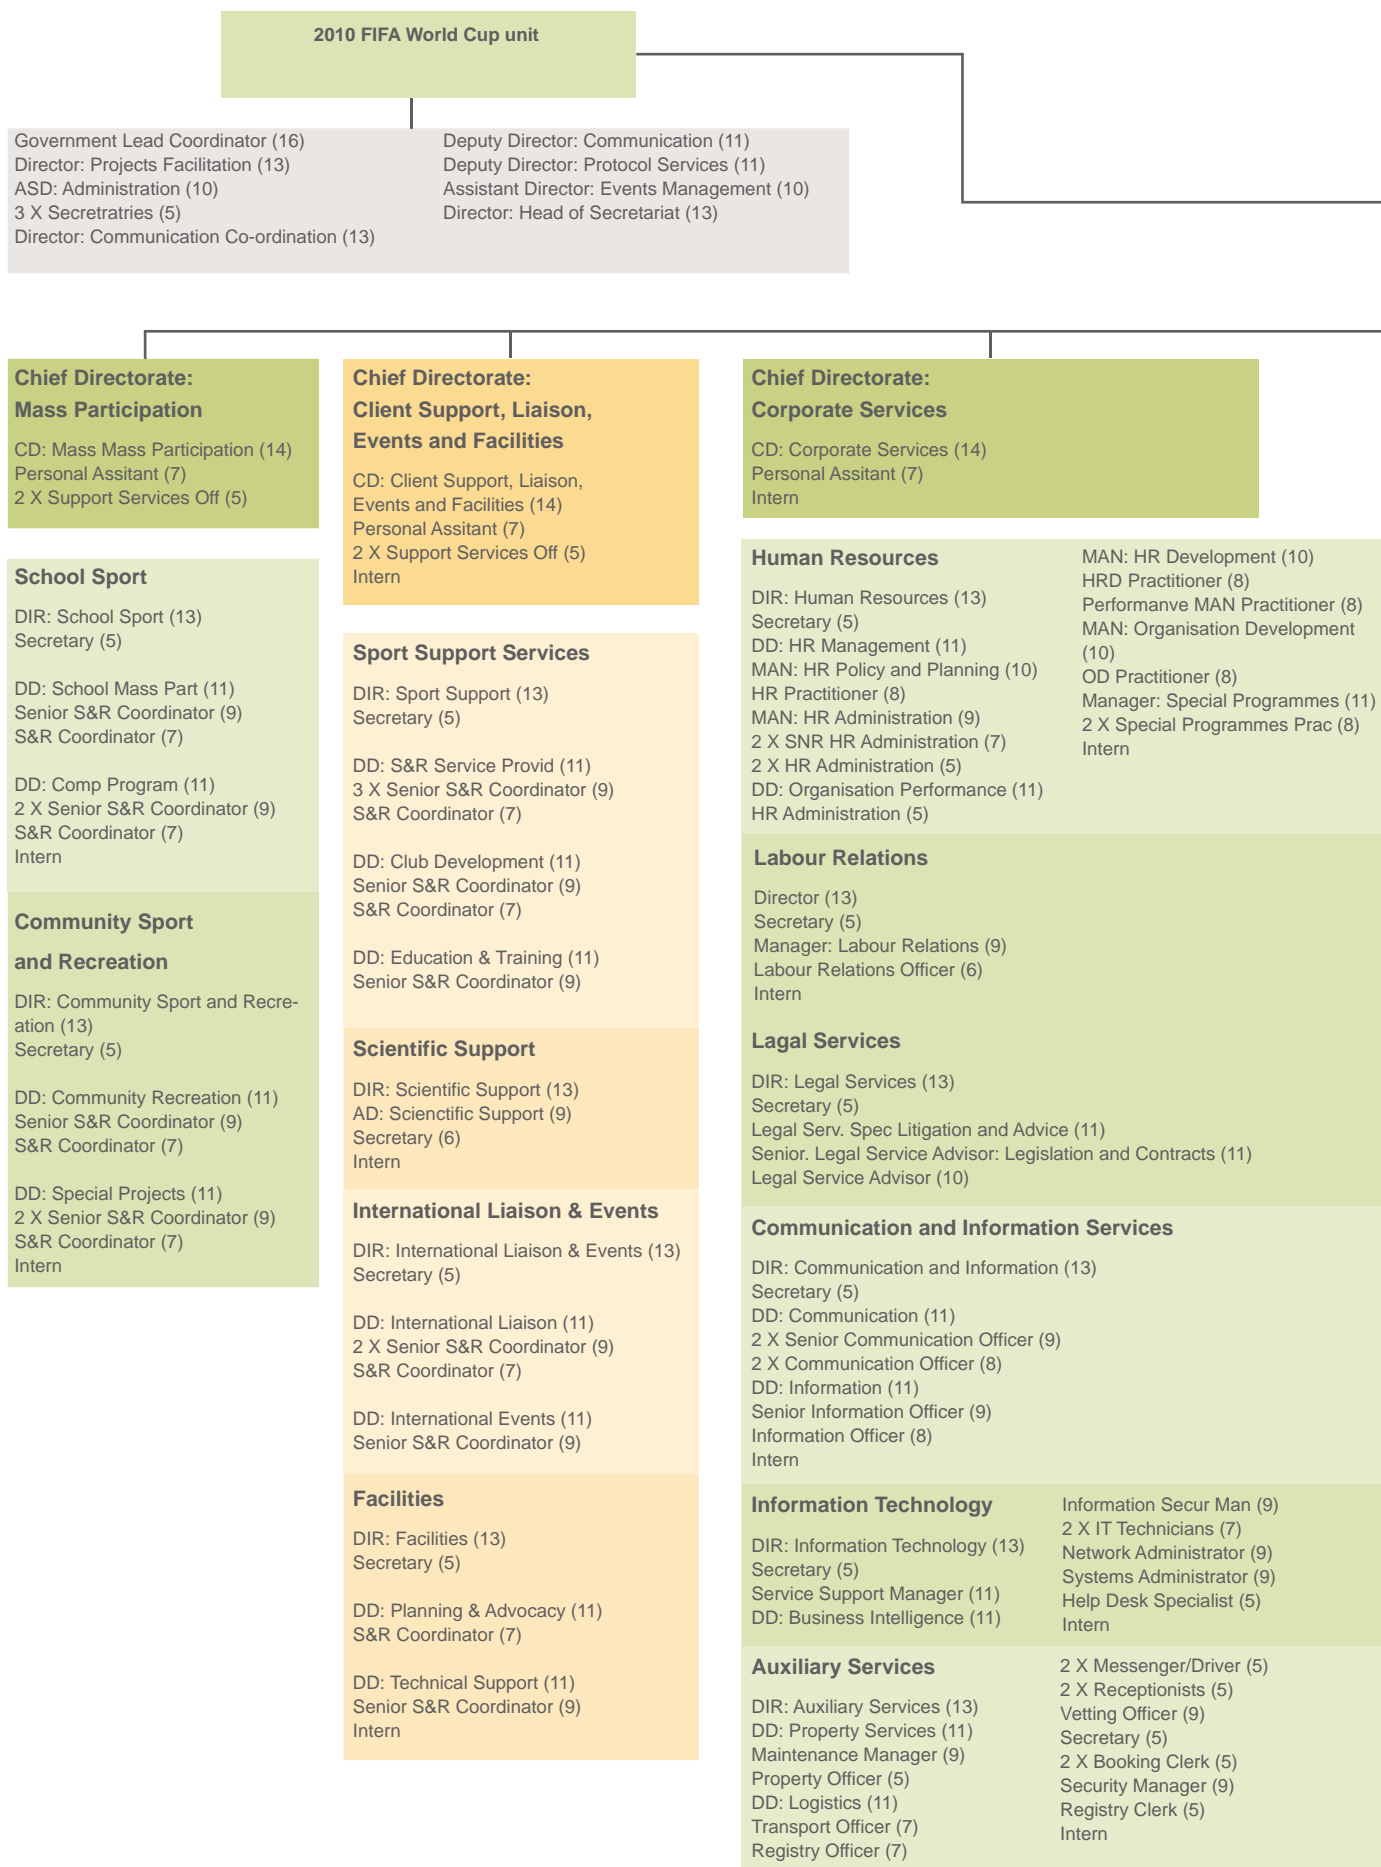 2010 FIFA World Cup unit
Government Lead Coordinator (16)
Director: Projects Facilitation (13)
ASD: Administration (10)
3 X Secretratries (5)
Director: Communication Co-ordination (13)
Deputy Director: Communication (11)
Deputy Director: Protocol Services (11)
Assistant Director: Events Management (10)
Director: Head of Secretariat (13)
Chief Directorate:
Mass Participation
CD: Mass Mass Participation (14)
Personal Assitant (7)
2 X Support Services Off (5)
School Sport
DIR: School Sport (13)
Secretary (5)
DD: School Mass Part (11)
Senior S&R Coordinator (9)
S&R Coordinator (7)
DD: Comp Program (11)
2 X Senior S&R Coordinator (9)
S&R Coordinator (7)
Intern
Community Sport
and Recreation
DIR: Community Sport and Recre-
ation (13)
Secretary (5)
DD: Community Recreation (11)
Senior S&R Coordinator (9)
S&R Coordinator (7)
DD: Special Projects (11)
2 X Senior S&R Coordinator (9)
S&R Coordinator (7)
Intern
Chief Directorate:
Client Support, Liaison,
Events and Facilities
CD: Client Support, Liaison,
Events and Facilities (14)
Personal Assitant (7)
2 X Support Services Off (5)
Intern
Sport Support Services
DIR: Sport Support (13)
Secretary (5)
DD: S&R Service Provid (11)
3 X Senior S&R Coordinator (9)
S&R Coordinator (7)
DD: Club Development (11)
Senior S&R Coordinator (9)
S&R Coordinator (7)
DD: Education & Training (11)
Senior S&R Coordinator (9)
Scientific Support
DIR: Scientific Support (13)
AD: Scienctific Support (9)
Secretary (6)
Intern
International Liaison & Events
DIR: International Liaison & Events (13)
Secretary (5)
DD: International Liaison (11)
2 X Senior S&R Coordinator (9)
S&R Coordinator (7)
DD: International Events (11)
Senior S&R Coordinator (9)
Facilities
DIR: Facilities (13)
Secretary (5)
DD: Planning & Advocacy (11)
S&R Coordinator (7)
DD: Technical Support (11)
Senior S&R Coordinator (9)
Intern
Chief Directorate:
Corporate Services
CD: Corporate Services (14)
Personal Assitant (7)
Intern
Human Resources
DIR: Human Resources (13)
Secretary (5)
DD: HR Management (11)
MAN: HR Policy and Planning (10)
HR Practitioner (8)
MAN: HR Administration (9)
2 X SNR HR Administration (7)
2 X HR Administration (5)
DD: Organisation Performance (11)
HR Administration (5)
MAN: HR Development (10)
HRD Practitioner (8)
Performanve MAN Practitioner (8)
MAN: Organisation Development
(10)
OD Practitioner (8)
Manager: Special Programmes (11)
2 X Special Programmes Prac (8)
Intern
Labour Relations
Director (13)
Secretary (5)
Manager: Labour Relations (9)
Labour Relations Officer (6)
Intern
Lagal Services
DIR: Legal Services (13)
Secretary (5)
Legal Serv. Spec Litigation and Advice (11)
Senior. Legal Service Advisor: Legislation and Contracts (11)
Legal Service Advisor (10)
Communication and Information Services
DIR: Communication and Information (13)
Secretary (5)
DD: Communication (11)
2 X Senior Communication Officer (9)
2 X Communication Officer (8)
DD: Information (11)
Senior Information Officer (9)
Information Officer (8)
Intern
Information Technology
DIR: Information Technology (13)
Secretary (5)
Service Support Manager (11)
DD: Business Intelligence (11)
Information Secur Man (9)
2 X IT Technicians (7)
Network Administrator (9)
Systems Administrator (9)
Help Desk Specialist (5)
Intern
Auxiliary Services
DIR: Auxiliary Services (13)
DD: Property Services (11)
Maintenance Manager (9)
Property Officer (5)
DD: Logistics (11)
Transport Officer (7)
Registry Officer (7)
2 X Messenger/Driver (5)
2 X Receptionists (5)
Vetting Officer (9)
Secretary (5)
2 X Booking Clerk (5)
Security Manager (9)
Registry Clerk (5)
Intern